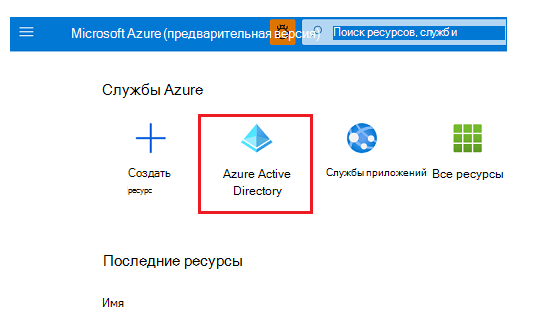 Microsoft Azure (предварительная версия)
Поиск ресурсов, служб и
Службы Azure
Создать
ресурс
Azure Active
Directory
Службы приложений
Все ресурсы
Последние ресурсы
Имя